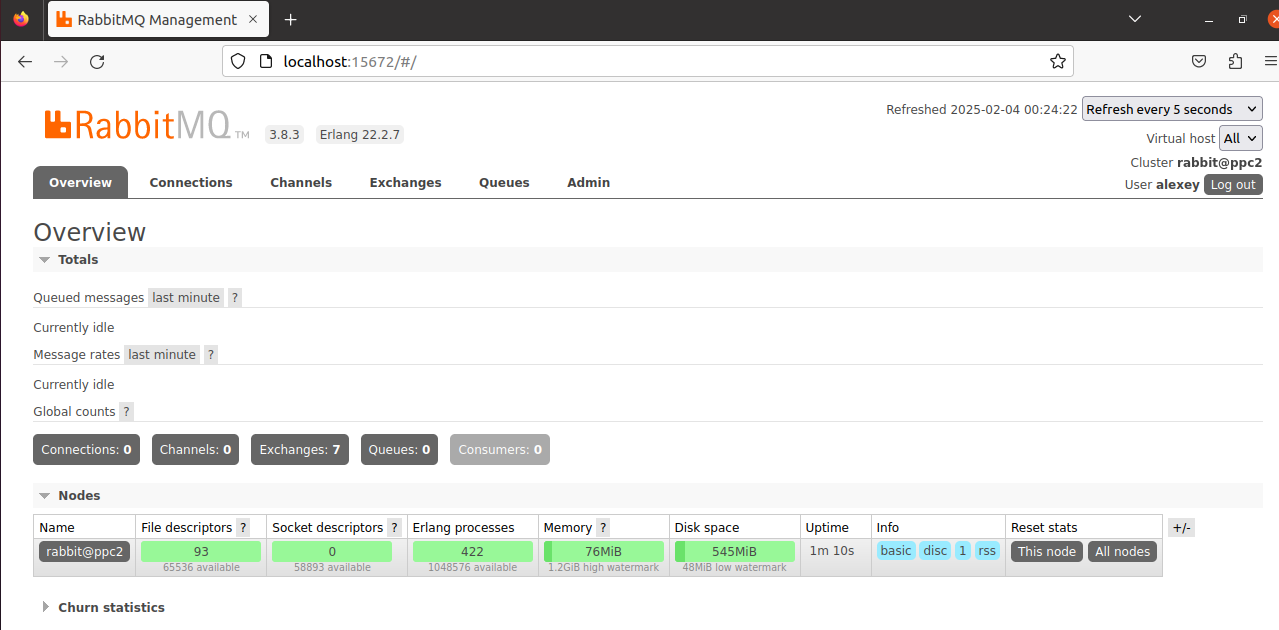 RabbitMQ Management
localhost:15672/#/
RabbitMQ TM 3.8.3 Erlang 22.2.7
Refreshed 2025-02-04 00:24:22 Refresh every 5 seconds
Virtual host All
Cluster rabbit@ppc2
User alexey Log out
Overview Connections Channels Exchanges Queues Admin
Overview
Totals
Queued messages last minute ?
Currently idle
Message rates last minute ?
Currently idle
Global counts ?
Connections: 0 Channels: 0 Exchanges: 7 Queues: 0 Consumers: 0
Nodes
Name File descriptors ? Socket descriptors ? Erlang processes Memory ? Disk space Uptime Info Reset stats +/-
rabbit@ppc2 93 0 422 76MiB 545MiB 1m 10s basic disc 1 rss This node All nodes
65536 available 58893 available 1048576 available 1.2GiB high watermark 48MiB low watermark
Churn statistics